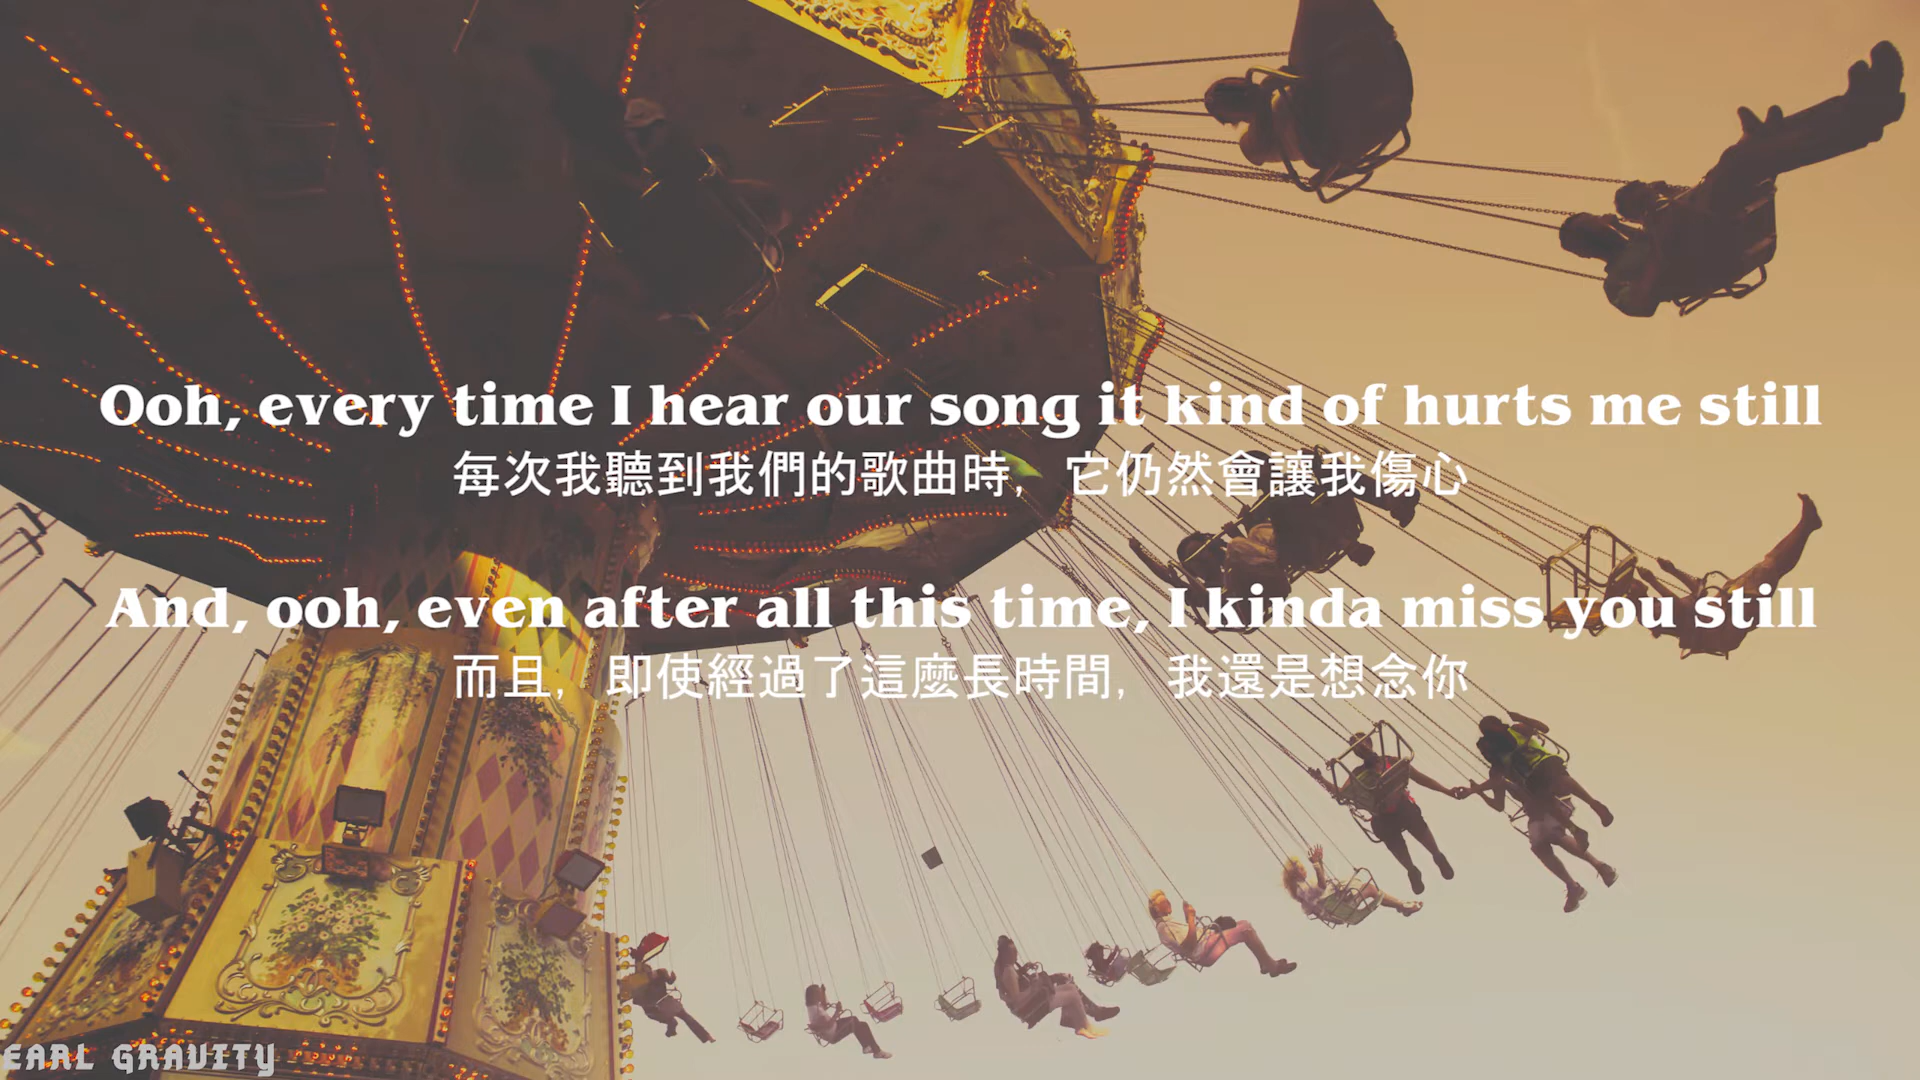 Ooh, every time I hear our song it kind of hurts me still
每次我聽到我們的歌曲時，它仍然會讓我傷心
And, ooh, even after all this time, I kinda miss you still
而且，即使經過了這麼長時間，我還是想念你
EARL GRAVITY